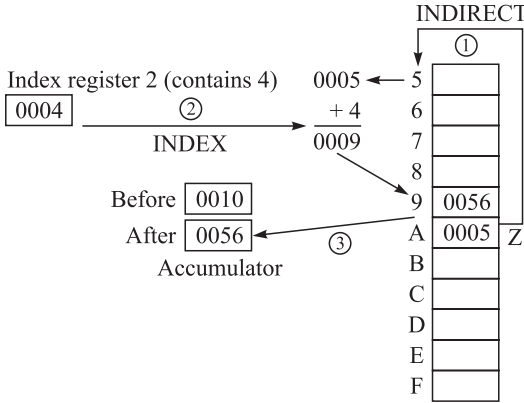 INDIRECT
①
Index register 2 (contains 4)
0004
②
INDEX
0005
+ 4
0009
5
6
7
8
9 0056
A 0005 Z
B
C
D
E
F
Before 0010
After 0056
③
Accumulator